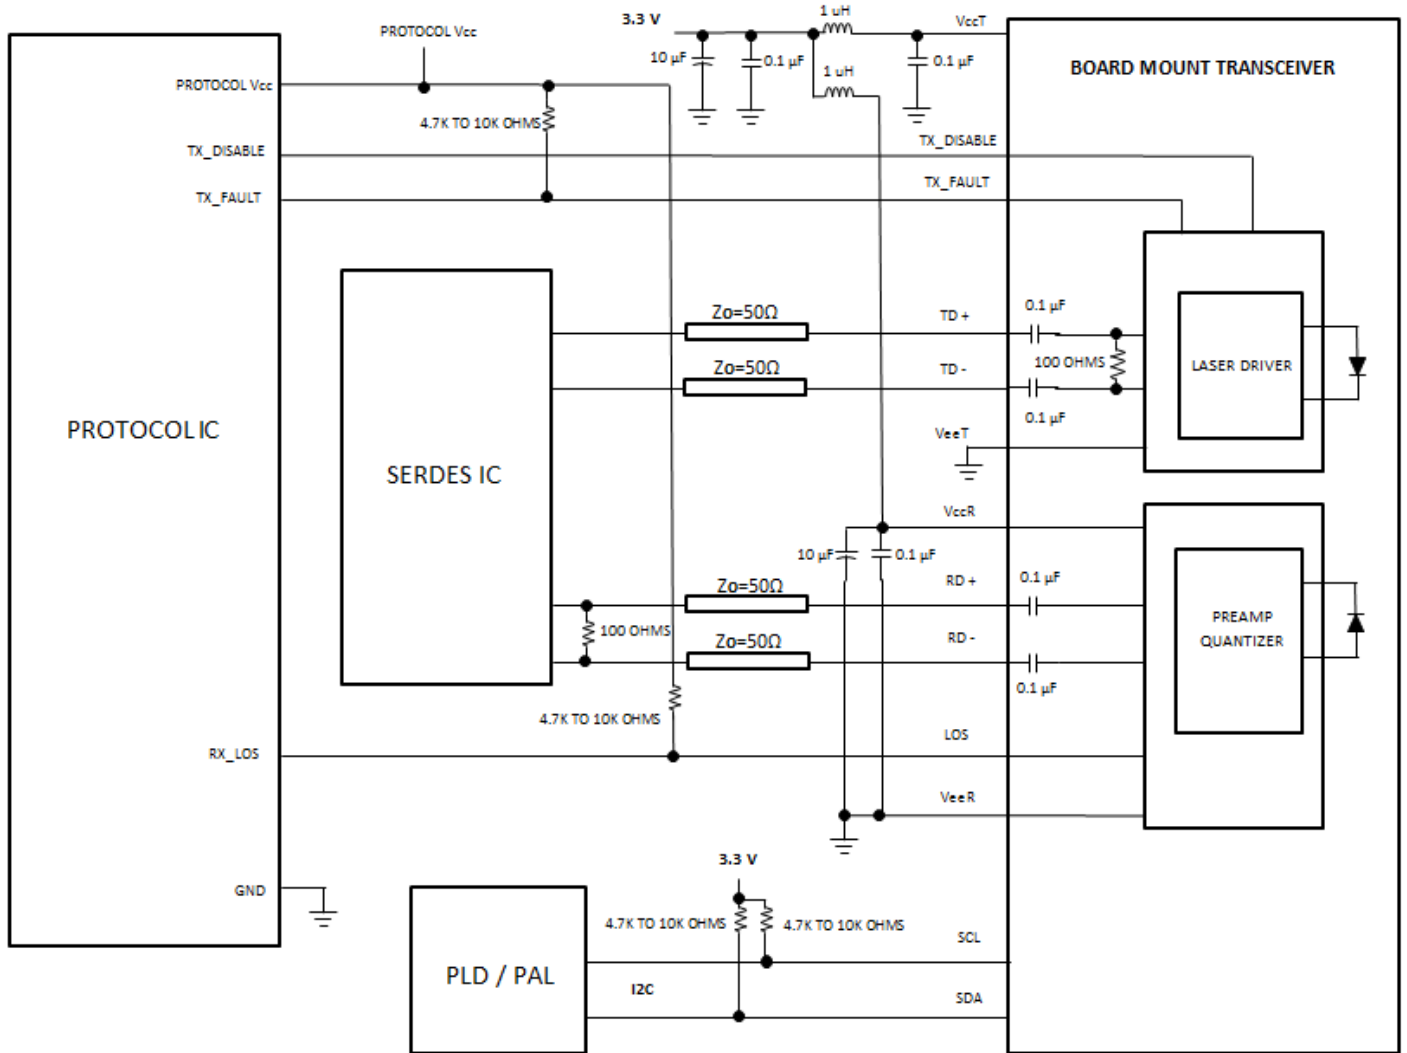 3.3 V
1 uH
VccT
PROTOCOL Vcc
10 µF
0.1 µF
0.1 µF
1 uH
BOARD MOUNT TRANSCEIVER
PROTOCOL Vcc
4.7K TO 10K OHMS
TX_DISABLE
TX_DISABLE
TX_FAULT
TX_FAULT
Zo=50Ω
TD +
0.1 µF
Zo=50Ω
TD -
100 OHMS
LASER DRIVER
0.1 µF
PROTOCOL IC
VeeT
SERDES IC
VccR
10 µF
0.1 µF
Zo=50Ω
RD +
0.1 µF
100 OHMS
Zo=50Ω
RD -
PREAMP
QUANTIZER
0.1 µF
4.7K TO 10K OHMS
RX_LOS
LOS
VeeR
3.3 V
GND
4.7K TO 10K OHMS
4.7K TO 10K OHMS
SCL
PLD / PAL
I2C
SDA